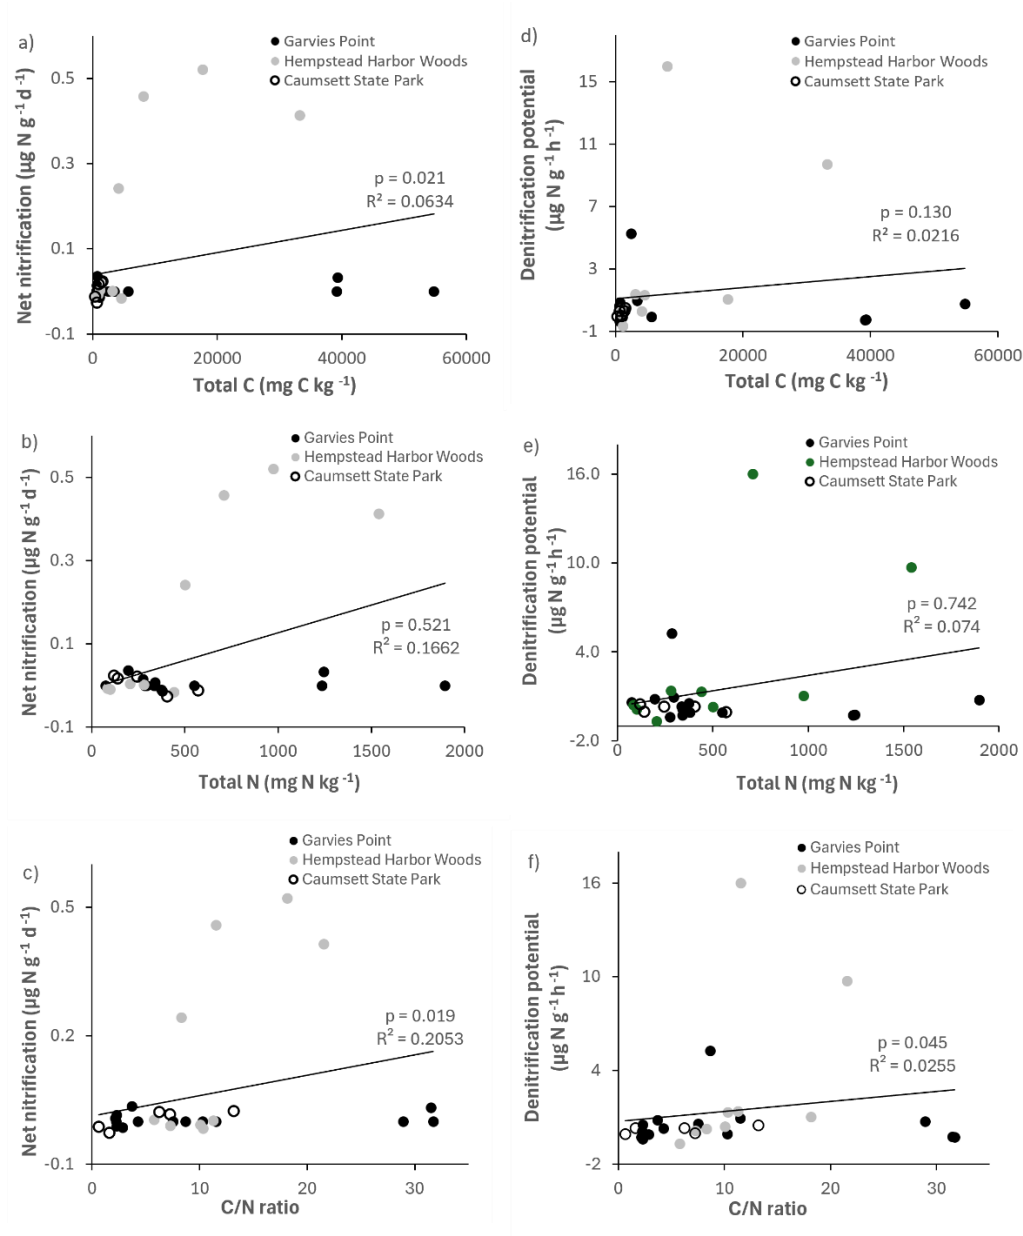 a)
Garvies Point
Hempstead Harbor Woods
Caumsett State Park
Net nitrification (µg N g⁻¹ d⁻¹)
0.5
0.3
0.1
-0.1
p = 0.021
R² = 0.0634
0 20000 40000 60000
Total C (mg C kg ⁻¹)
d)
Garvies Point
Hempstead Harbor Woods
Caumsett State Park
Denitrification potential
(µg N g⁻¹ h⁻¹)
15
11
7
3
-1
p = 0.130
R² = 0.0216
0 20000 40000 60000
Total C (mg C kg ⁻¹)
b)
Garvies Point
Hempstead Harbor Woods
Caumsett State Park
Net nitrification (µg N g⁻¹ d⁻¹)
0.5
0.3
0.1
-0.1
p = 0.521
R² = 0.1662
0 500 1000 1500 2000
Total N (mg N kg ⁻¹)
e)
Garvies Point
Hempstead Harbor Woods
Caumsett State Park
Denitrification potential
(µg N g⁻¹ h⁻¹)
16.0
10.0
4.0
-2.0
p = 0.742
R² = 0.074
0 500 1000 1500 2000
Total N (mg N kg ⁻¹)
c)
Garvies Point
Hempstead Harbor Woods
Caumsett State Park
Net nitrification (µg N g⁻¹ d⁻¹)
0.5
0.2
-0.1
p = 0.019
R² = 0.2053
0 10 20 30
C/N ratio
f)
Garvies Point
Hempstead Harbor Woods
Caumsett State Park
Denitrification potential
(µg N g⁻¹ h⁻¹)
16
10
4
-2
p = 0.045
R² = 0.0255
0 10 20 30
C/N ratio